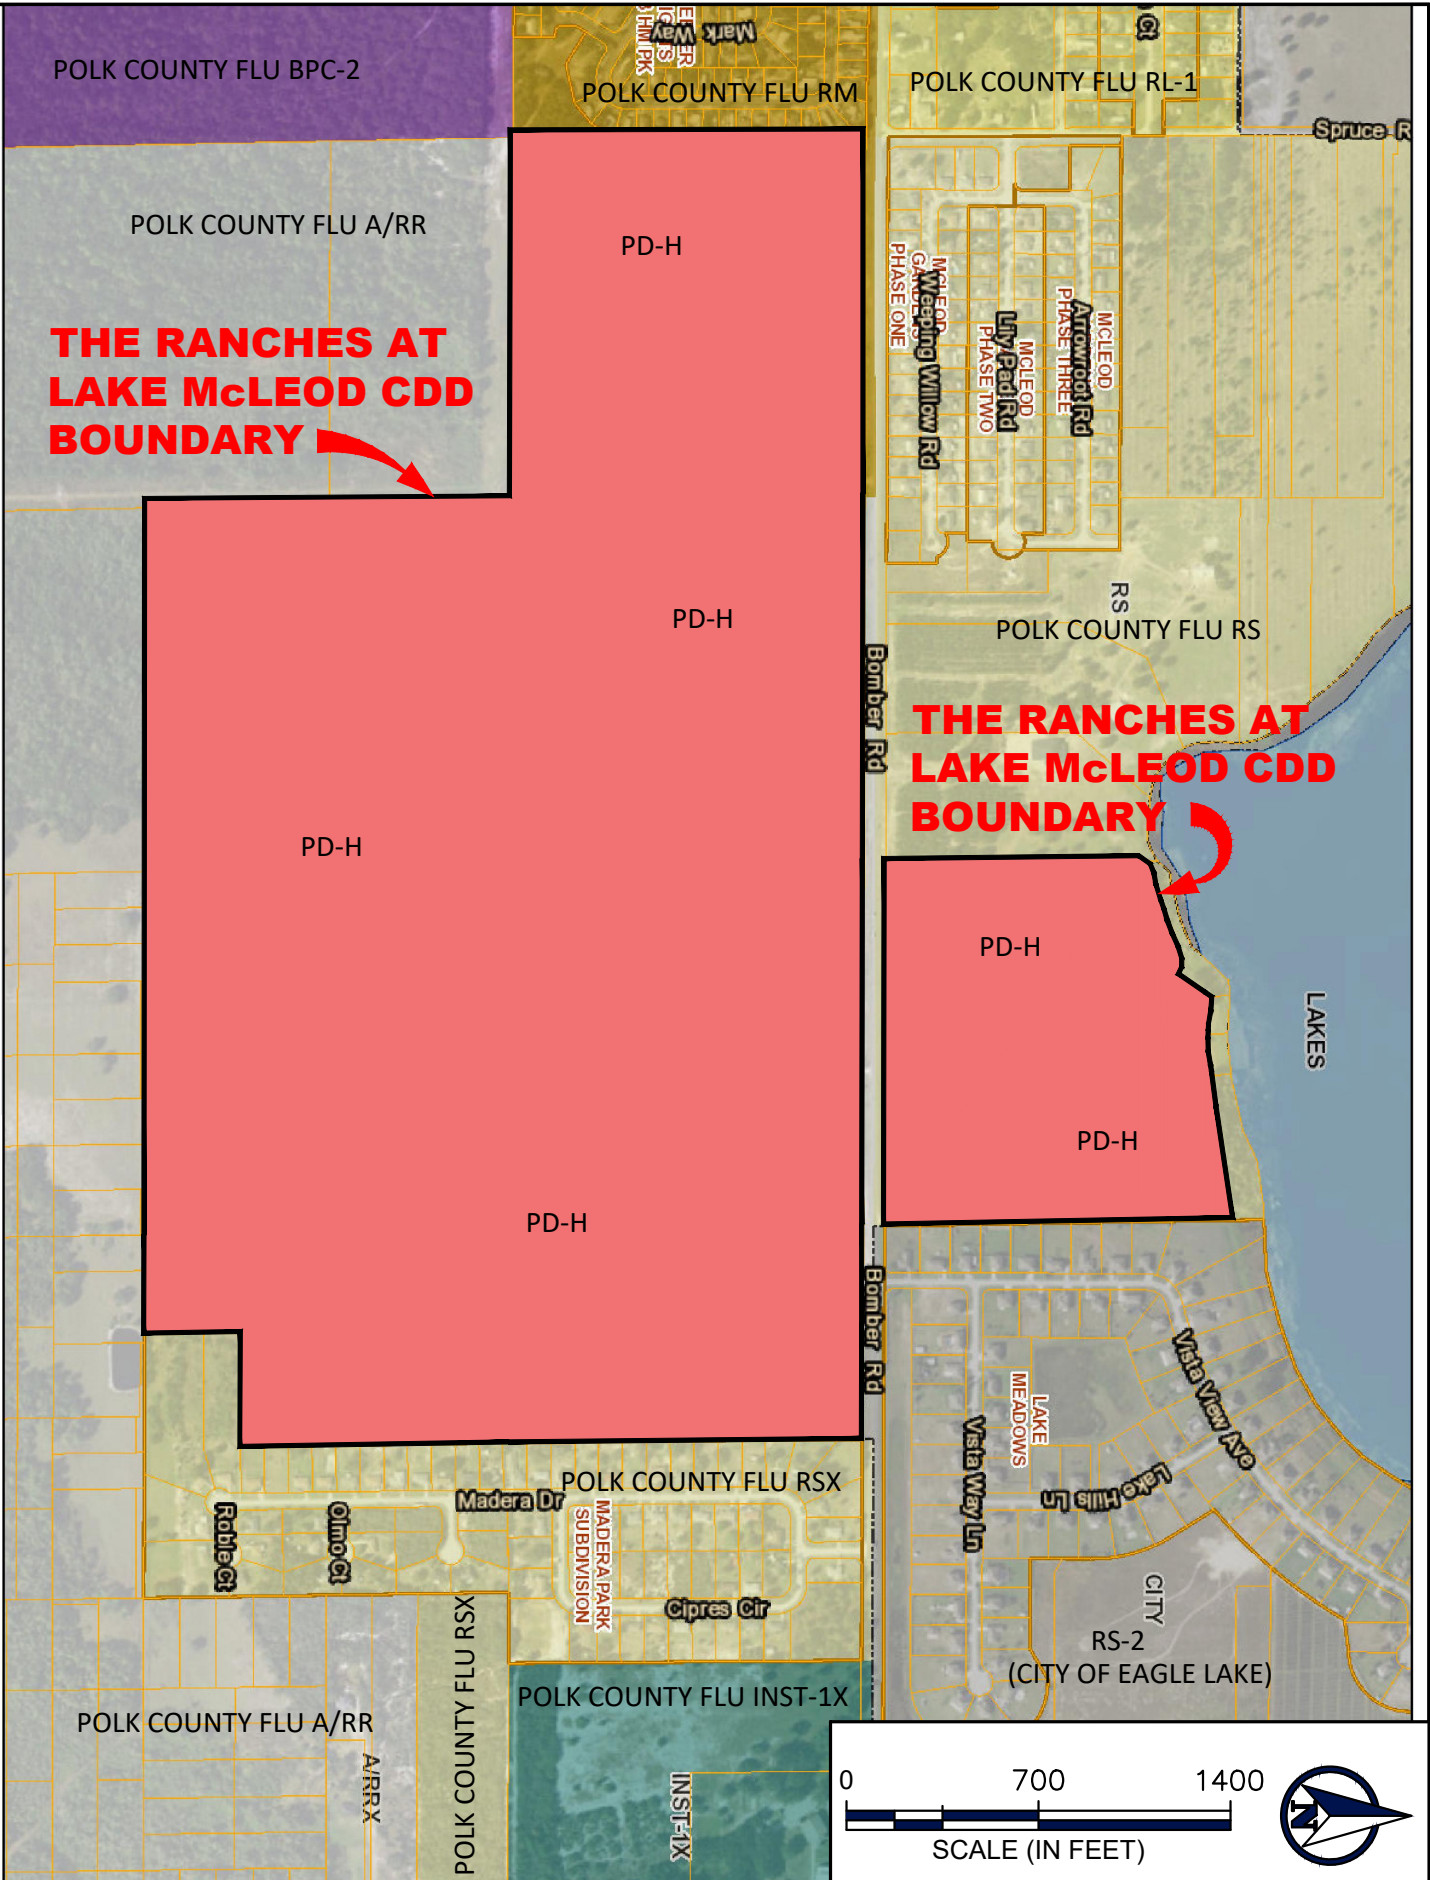 POLK COUNTY FLU BPC-2
Mark Way
POLK COUNTY FLU RM
Ct
POLK COUNTY FLU RL-1
Spruce R
POLK COUNTY FLU A/RR
PD-H
THE RANCHES AT
LAKE McLEOD CDD
BOUNDARY
MCLEOD
PHASE ONE
Weeping Willow Rd
MCLEOD
PHASE TWO
Lily Pad Rd
MCLEOD
PHASE THREE
Arrowroot Rd
PD-H
RS
POLK COUNTY FLU RS
Bomber Rd
THE RANCHES AT
LAKE McLEOD CDD
BOUNDARY
PD-H
PD-H
LAKES
PD-H
PD-H
Bomber Rd
Vista View Ave
LAKE
MEADOWS
Vista Way Ln
Lake Hills Ln
POLK COUNTY FLU RSX
Madera Dr
Roble Ct
Olmo Ct
MADERA PARK
SUBDIVISION
Cipres Cir
CITY
RS-2
(CITY OF EAGLE LAKE)
POLK COUNTY FLU RSX
POLK COUNTY FLU INST-1X
POLK COUNTY FLU A/RR
A/RRX
INST-1X
0 700 1400
SCALE (IN FEET)
N